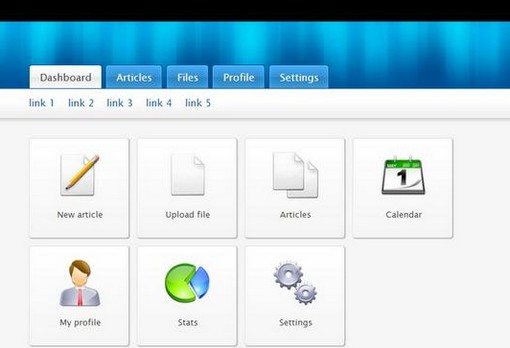 Dashboard Articles Files Profile Settings
link 1 link 2 link 3 link 4 link 5
1
New article Upload file Articles Calendar
My profile Stats Settings